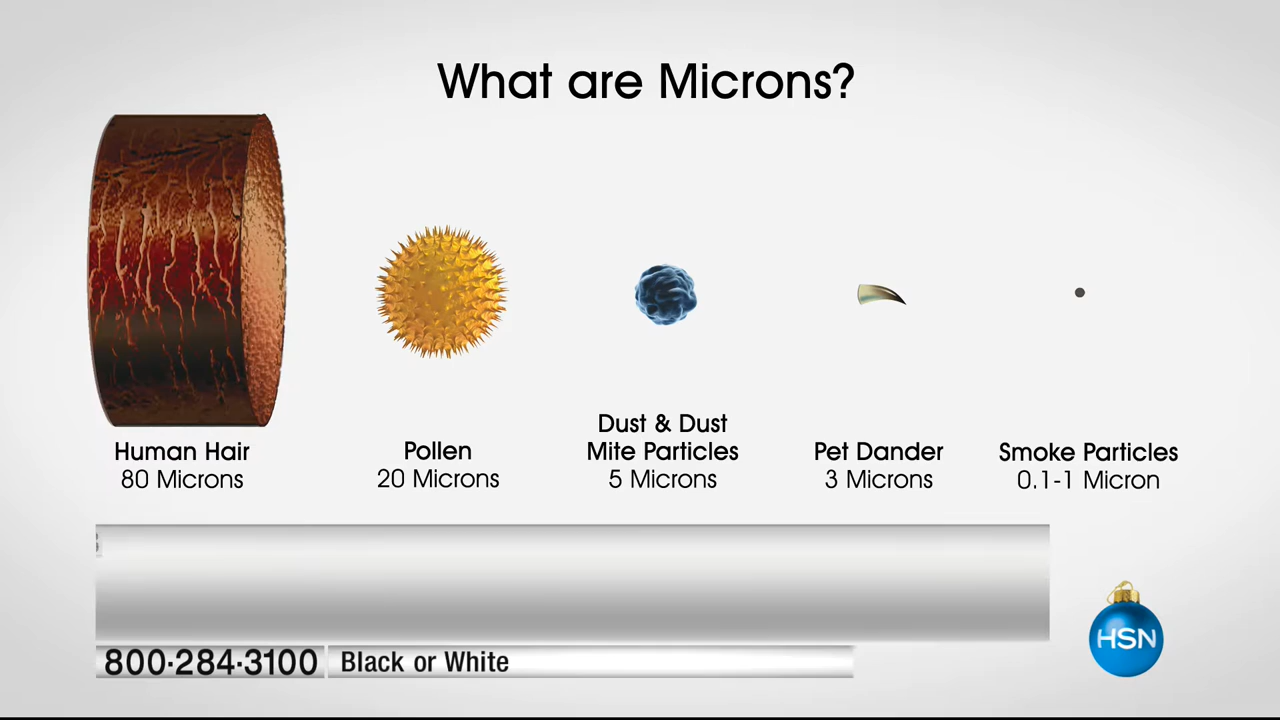 What are Microns?
Human Hair
80 Microns
Pollen
20 Microns
Dust & Dust
Mite Particles
5 Microns
Pet Dander
3 Microns
Smoke Particles
0.1-1 Micron
800·284·3100
Black or White
HSN